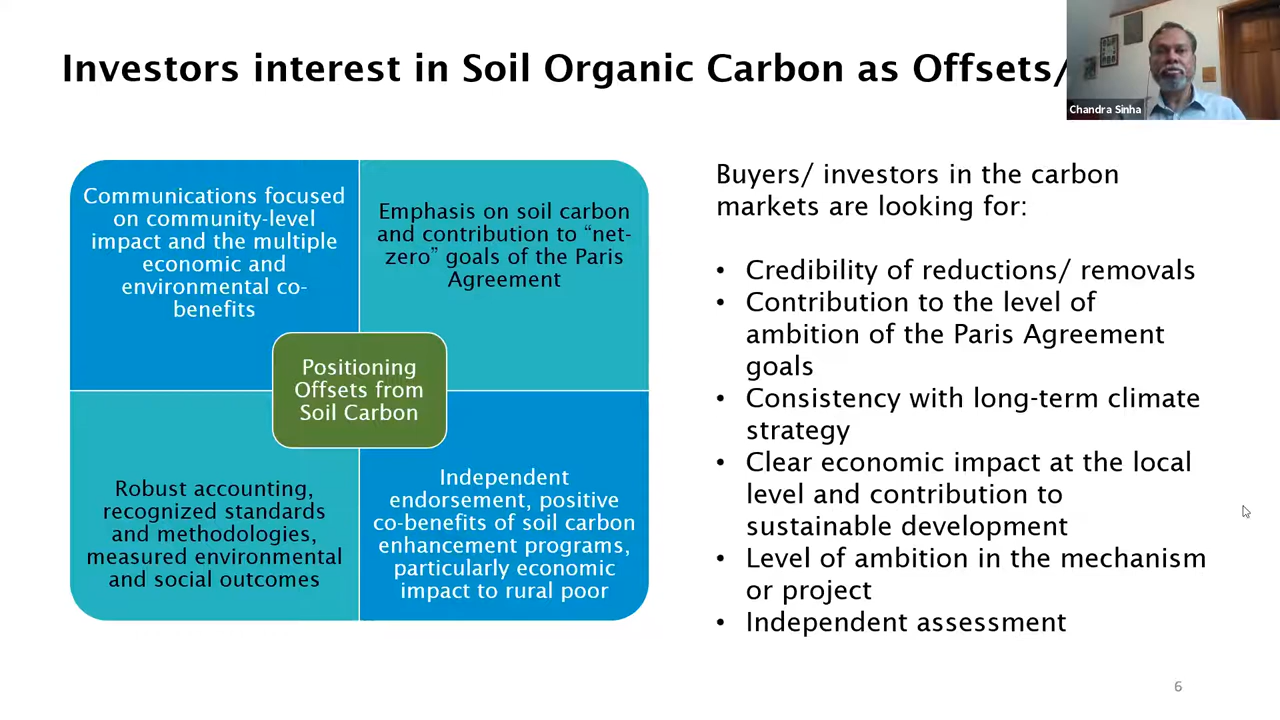 Investors interest in Soil Organic Carbon as Offsets/
Chandra Sinha
Communications focused
on community-level
impact and the multiple
economic and
environmental co-
benefits
Emphasis on soil carbon
and contribution to “net-
zero” goals of the Paris
Agreement
Positioning
Offsets from
Soil Carbon
Robust accounting,
recognized standards
and methodologies,
measured environmental
and social outcomes
Independent
endorsement, positive
co-benefits of soil carbon
enhancement programs,
particularly economic
impact to rural poor
Buyers/ investors in the carbon
markets are looking for:
• Credibility of reductions/ removals
• Contribution to the level of
ambition of the Paris Agreement
goals
• Consistency with long-term climate
strategy
• Clear economic impact at the local
level and contribution to
sustainable development
• Level of ambition in the mechanism
or project
• Independent assessment
6